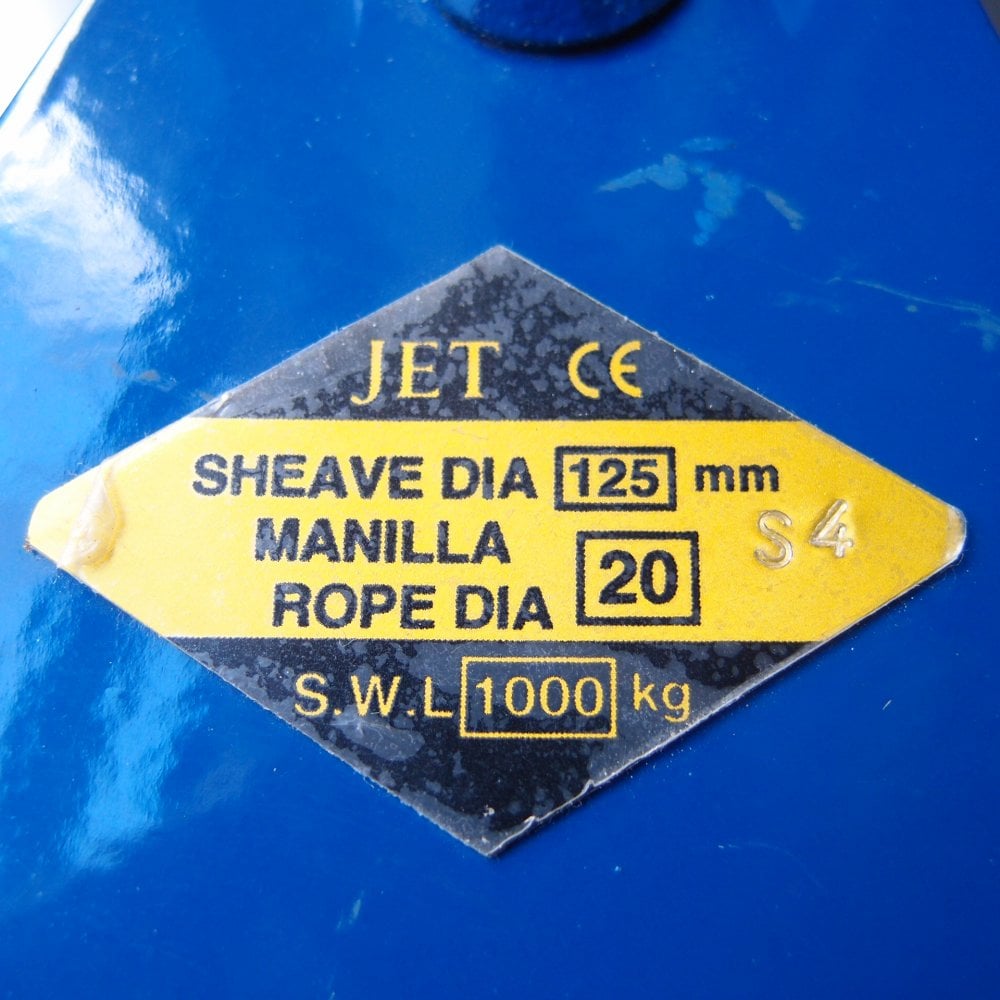 JET CE
SHEAVE DIA 125 mm
MANILLA
ROPE DIA 20
S 4
S.W.L 1000 kg